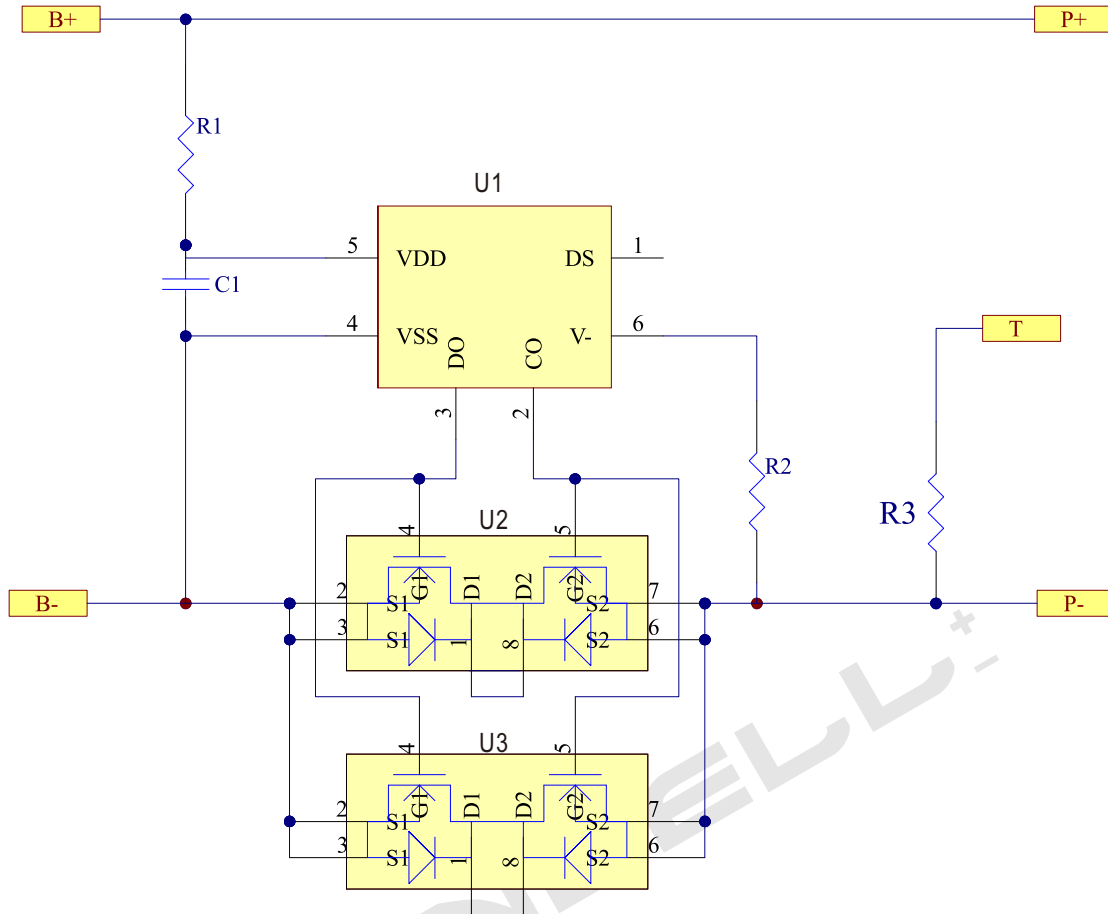 B+
P+
R1
U1
5 VDD DS 1
C1
4 VSS V- 6
DO CO
T
3 2
R2
R3
U2
4 5
G1 D1 D2 G2
B- 2 S1 S2 7 P-
3 S1 1 8 S2 6
U3
4 5
G1 D1 D2 G2
2 S1 S2 7
3 S1 1 8 S2 6
ELL+
-